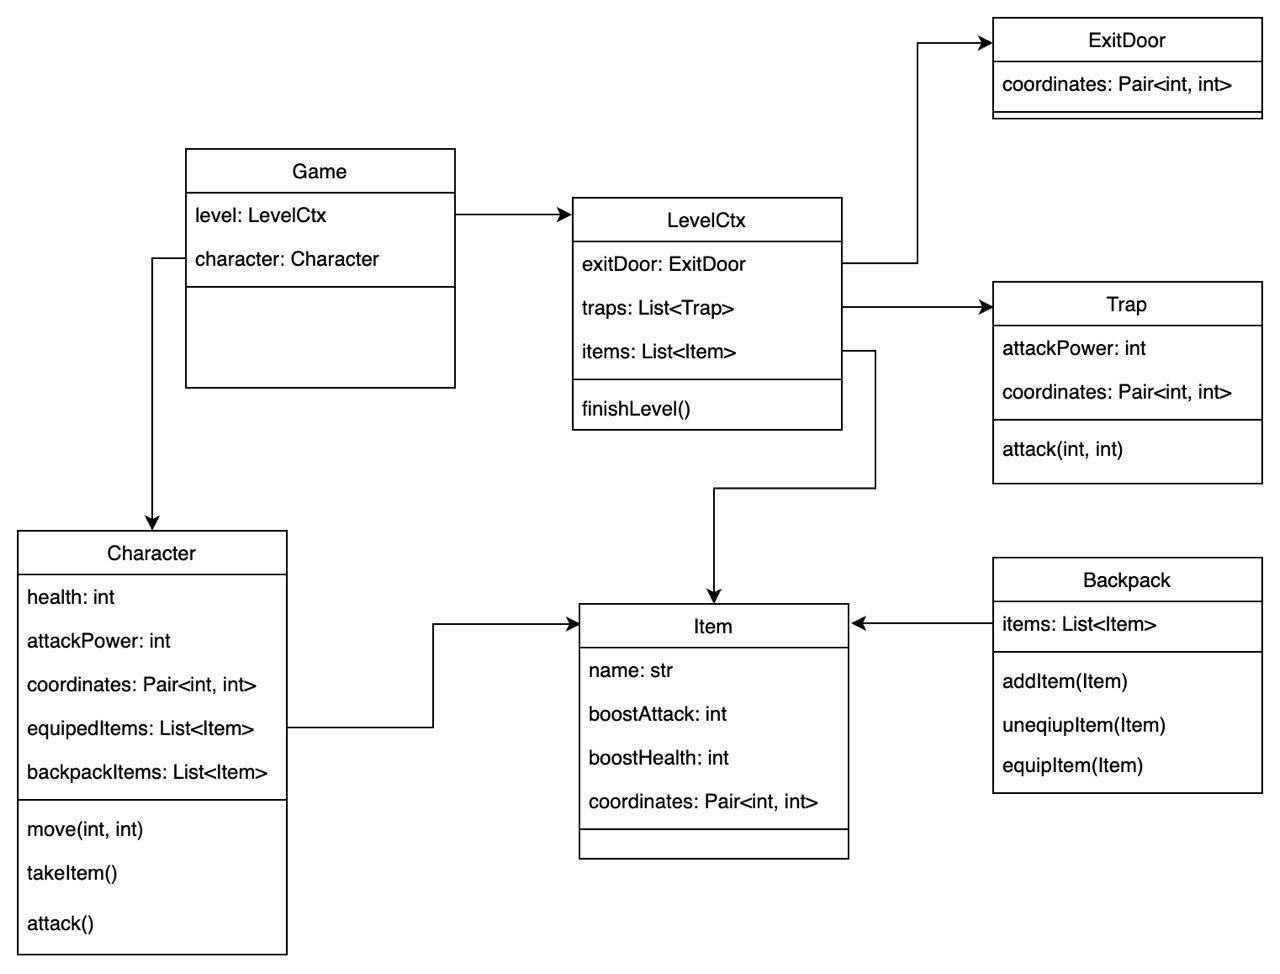 ExitDoor
coordinates: Pair<int, int>
Game
level: LevelCtx
character: Character
LevelCtx
exitDoor: ExitDoor
traps: List<Trap>
items: List<Item>
finishLevel()
Trap
attackPower: int
coordinates: Pair<int, int>
attack(int, int)
Character
health: int
attackPower: int
coordinates: Pair<int, int>
equipedItems: List<Item>
backpackItems: List<Item>
move(int, int)
takeItem()
attack()
Item
name: str
boostAttack: int
boostHealth: int
coordinates: Pair<int, int>
Backpack
items: List<Item>
addItem(Item)
uneqiupItem(Item)
equipItem(Item)